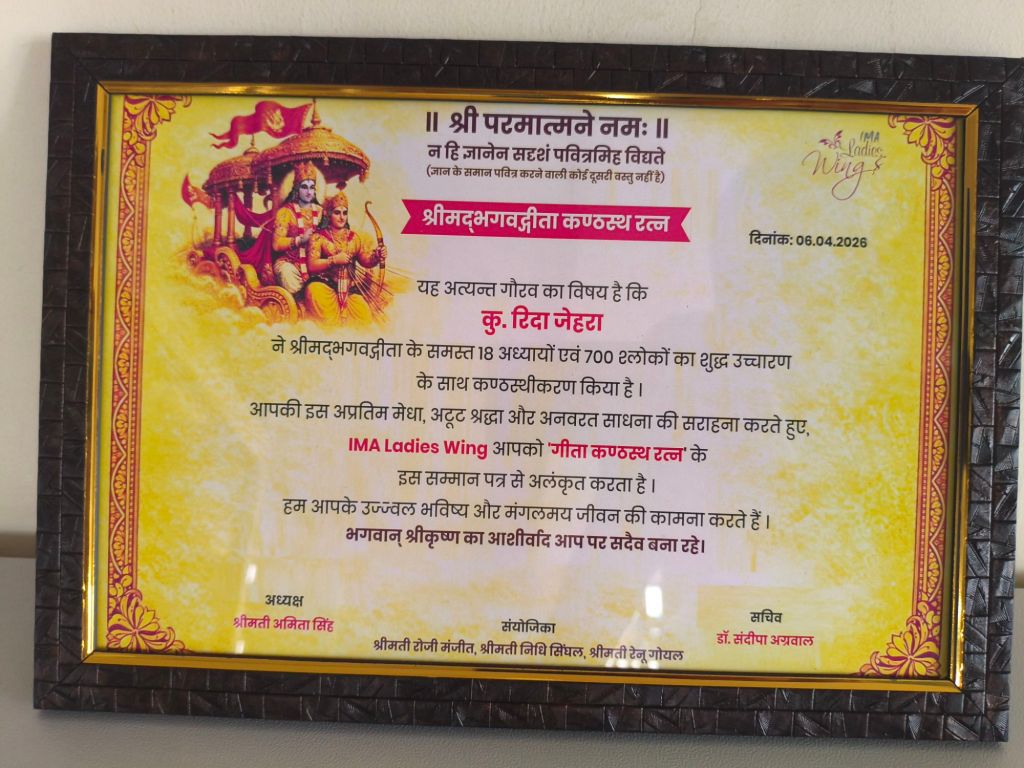 ॥ श्री परमात्मने नमः ॥
न हि ज्ञानेन सदृशं पवित्रमिह विद्यते
(ज्ञान के समान पवित्र करने वाली कोई दूसरी वस्तु नहीं है)
IMA
Ladies
Wing
श्रीमद्भगवद्गीता कण्ठस्थ रत्न
दिनांक: 06.04.2026
यह अत्यन्त गौरव का विषय है कि
कु. रिदा जेहरा
ने श्रीमद्भगवद्गीता के समस्त 18 अध्यायों एवं 700 श्लोकों का शुद्ध उच्चारण
के साथ कण्ठस्थीकरण किया है ।
आपकी इस अप्रतिम मेधा, अटूट श्रद्धा और अनवरत साधना की सराहना करते हुए,
IMA Ladies Wing आपको 'गीता कण्ठस्थ रत्न' के
इस सम्मान पत्र से अलंकृत करता है ।
हम आपके उज्ज्वल भविष्य और मंगलमय जीवन की कामना करते हैं ।
भगवान् श्रीकृष्ण का आशीर्वाद आप पर सदैव बना रहे।
अध्यक्ष
श्रीमती अमिता सिंह
संयोजिका
श्रीमती रोजी मंजीत, श्रीमती निधि सिंघल, श्रीमती रेनू गोयल
सचिव
डॉ. संदीपा अग्रवाल